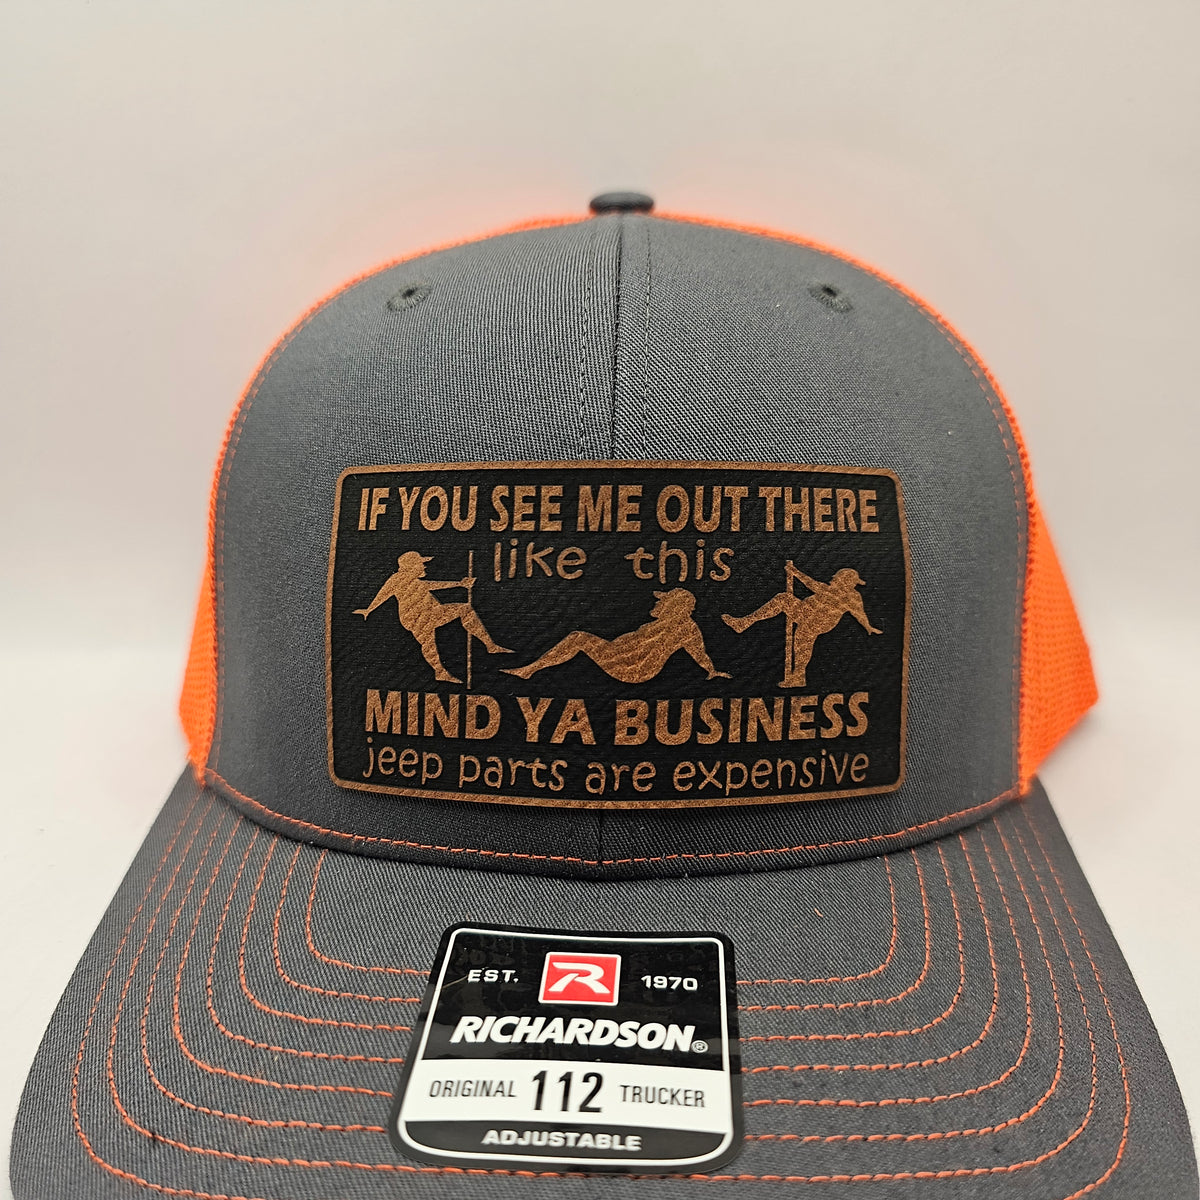 IF YOU SEE ME OUT THERE
like this
MIND YA BUSINESS
jeep parts are expensive
EST. R 1970
RICHARDSON®
ORIGINAL 112 TRUCKER
ADJUSTABLE